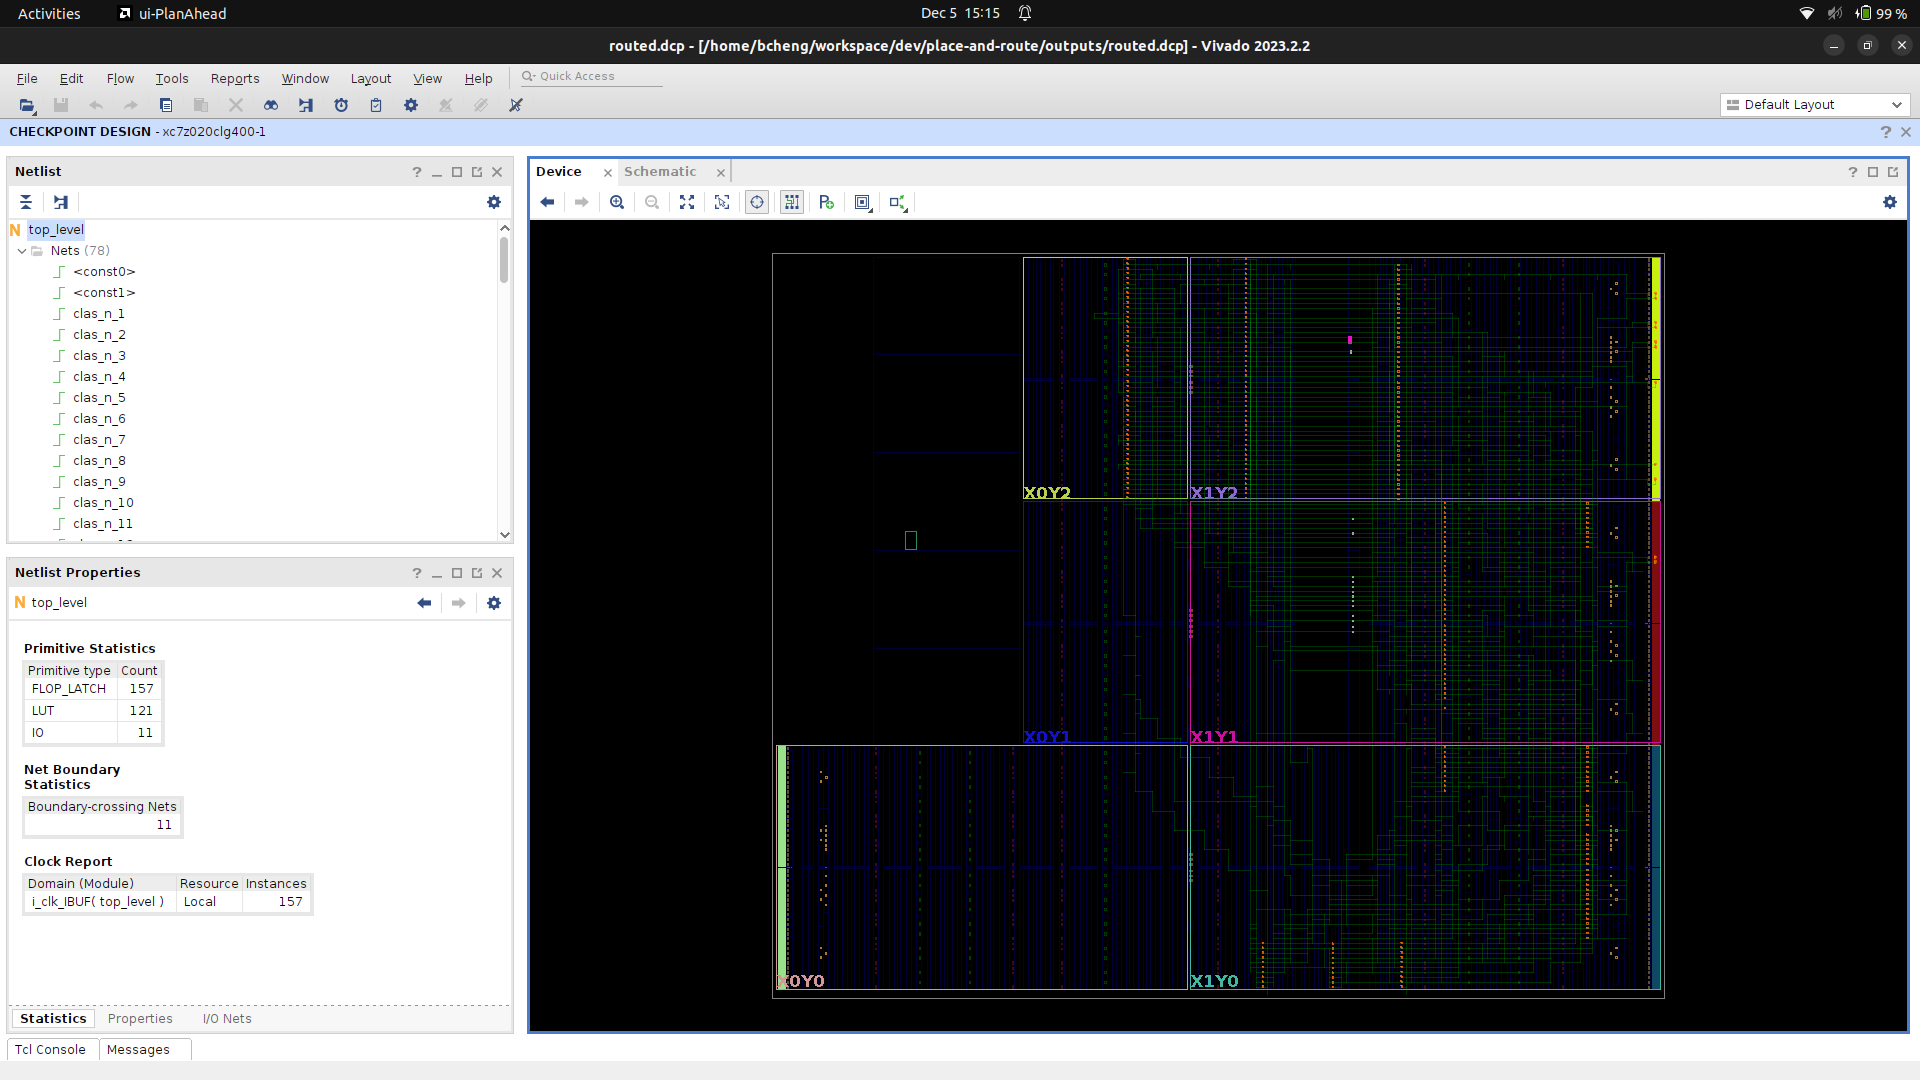 Activities
ui-PlanAhead
Dec 5 15:15
99 %
routed.dcp - [/home/bcheng/workspace/dev/place-and-route/outputs/routed.dcp] - Vivado 2023.2.2
File Edit Flow Tools Reports Window Layout View Help
Quick Access
Default Layout
CHECKPOINT DESIGN - xc7z020clg400-1
Netlist
top_level
Nets (78)
<const0>
<const1>
clas_n_1
clas_n_2
clas_n_3
clas_n_4
clas_n_5
clas_n_6
clas_n_7
clas_n_8
clas_n_9
clas_n_10
clas_n_11
Netlist Properties
top_level
Primitive Statistics
Primitive type Count
FLOP_LATCH 157
LUT 121
IO 11
Net Boundary
Statistics
Boundary-crossing Nets
11
Clock Report
Domain (Module) Resource Instances
i_clk_IBUF( top_level ) Local 157
Statistics Properties I/O Nets
Tcl Console Messages
Device Schematic
X0Y2 X1Y2
X0Y1 X1Y1
X0Y0 X1Y0